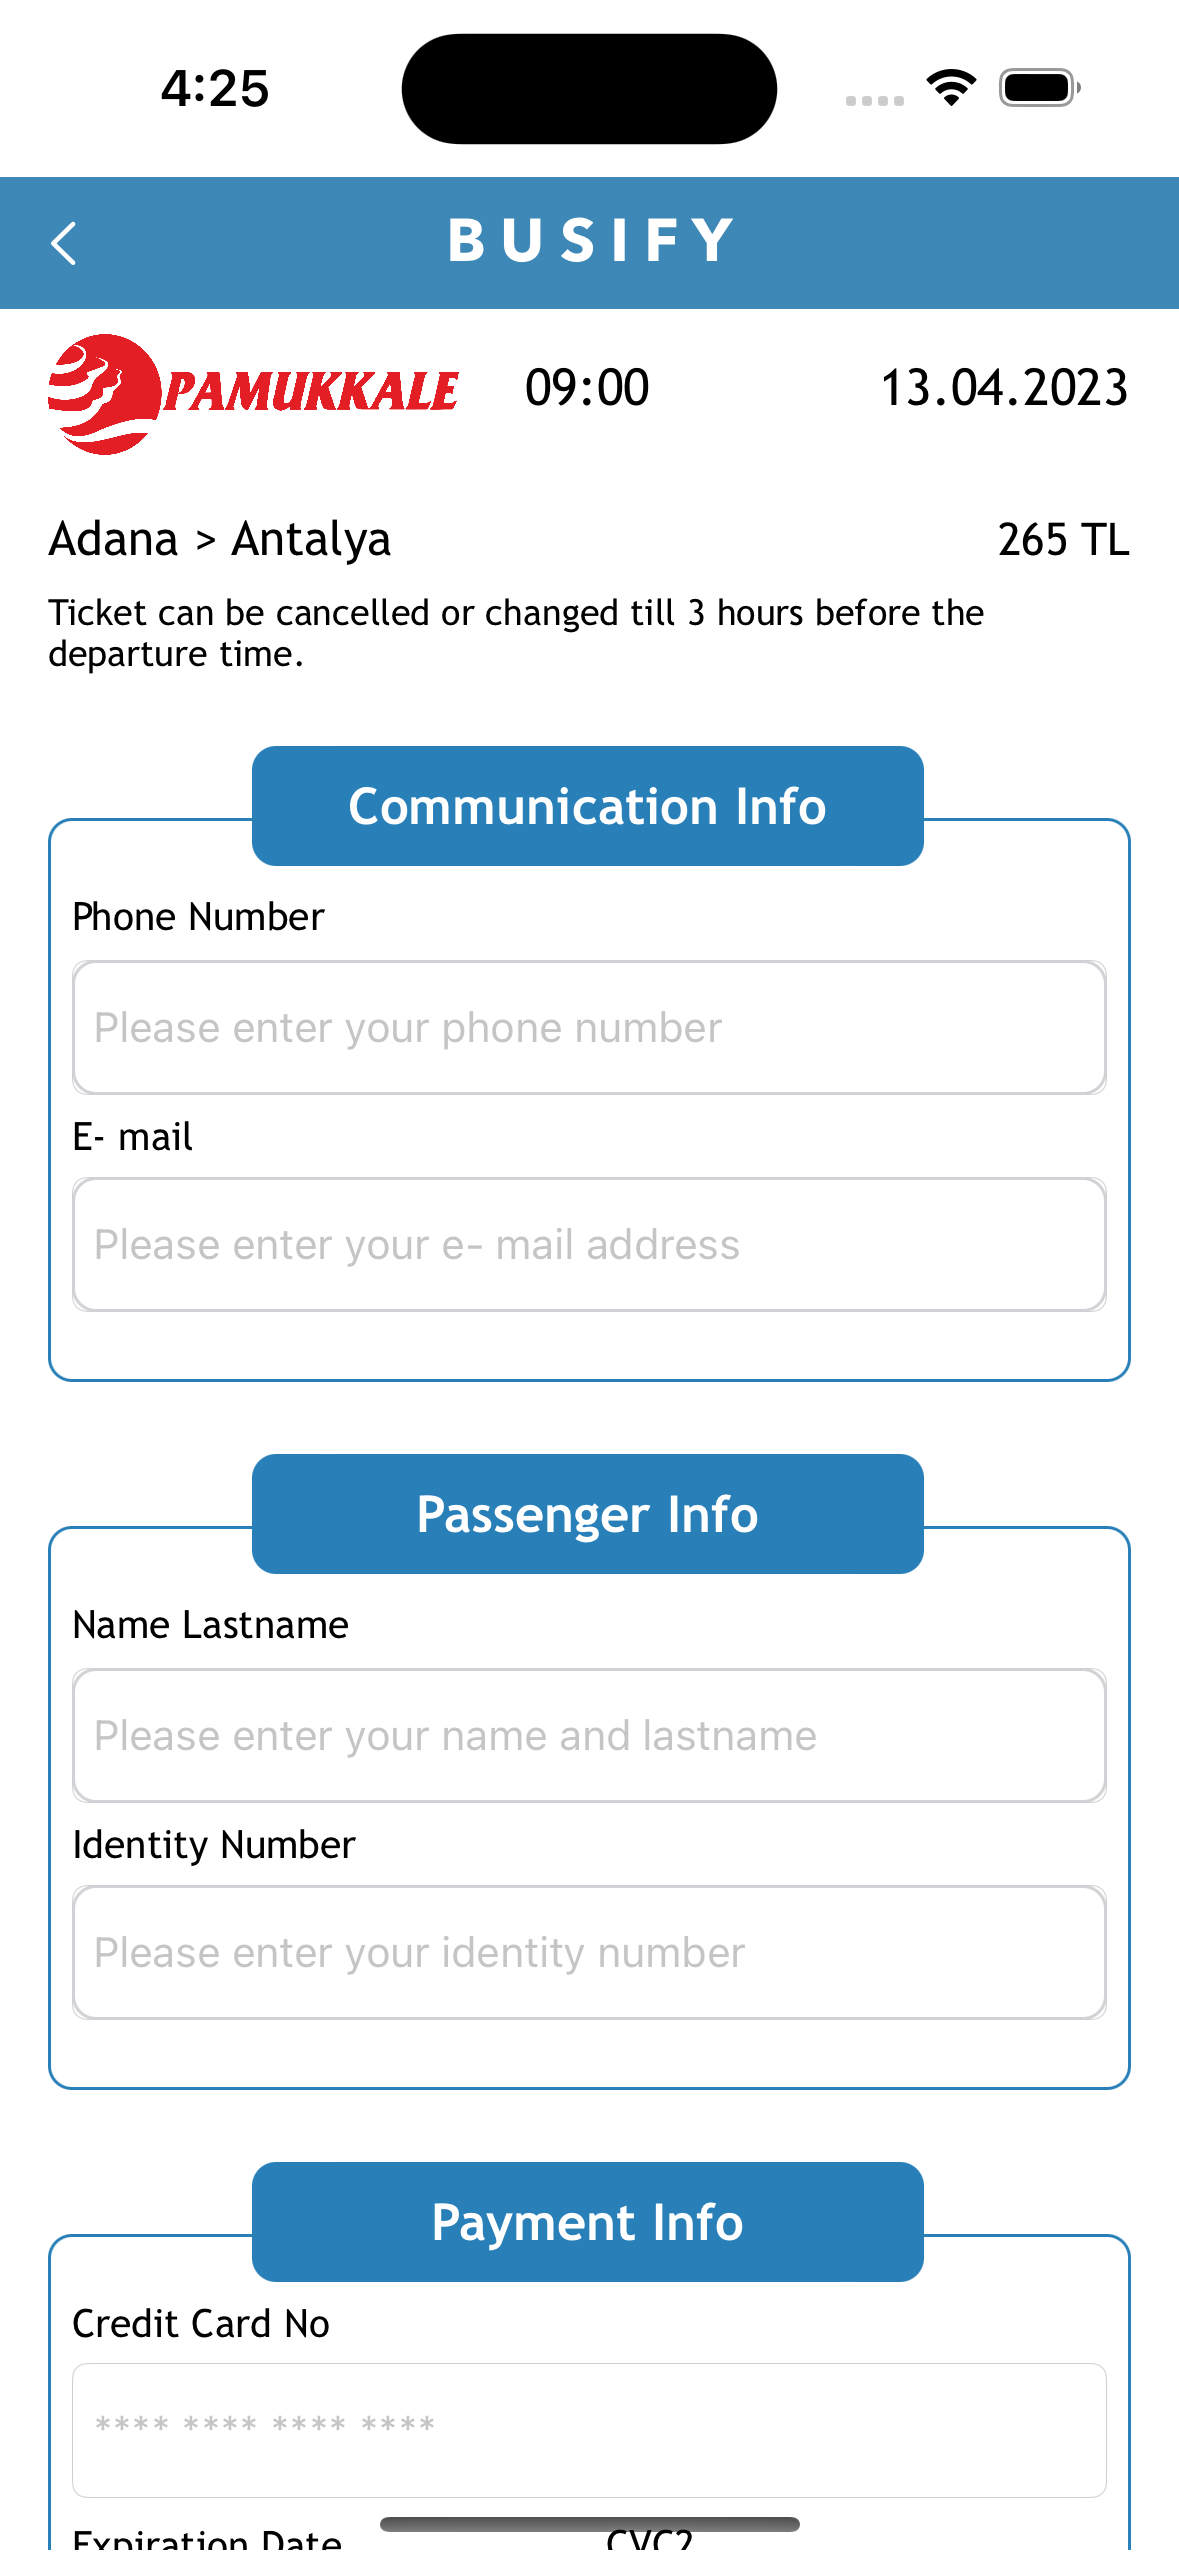 4:25
BUSIFY
PAMUKKALE 09:00 13.04.2023
Adana > Antalya 265 TL
Ticket can be cancelled or changed till 3 hours before the
departure time.
Communication Info
Phone Number
Please enter your phone number
E- mail
Please enter your e- mail address
Passenger Info
Name Lastname
Please enter your name and lastname
Identity Number
Please enter your identity number
Payment Info
Credit Card No
**** **** **** ****
Expiration Date CVC2